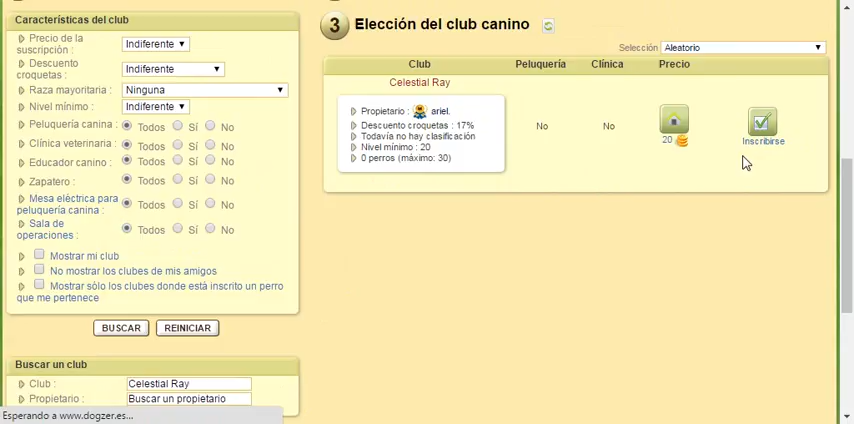 Características del club
Precio de la
suscripción :
Indiferente
Descuento
croquetas :
Indiferente
Raza mayoritaria :
Ninguna
Nivel mínimo :
Indiferente
Peluquería canina :
Todos Sí No
Clínica veterinaria :
Todos Sí No
Educador canino :
Todos Sí No
Zapatero :
Todos Sí No
Mesa eléctrica para
peluquería canina :
Todos Sí No
Sala de
operaciones :
Todos Sí No
Mostrar mi club
No mostrar los clubes de mis amigos
Mostrar sólo los clubes donde está inscrito un perro
que me pertenece
BUSCAR REINICIAR
Buscar un club
Club : Celestial Ray
Propietario : Buscar un propietario
Esperando a www.dogzer.es...
3 Elección del club canino
Selección Aleatorio
Club Peluquería Clínica Precio
Celestial Ray
Propietario : ariel.
Descuento croquetas : 17%
Todavía no hay clasificación
Nivel mínimo : 20
0 perros (máximo: 30)
No No 20 Inscribirse